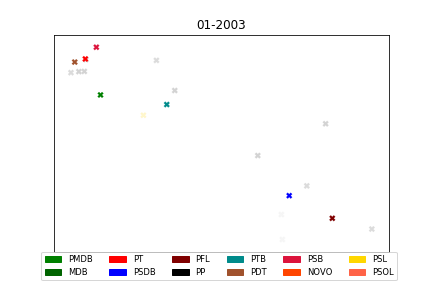 01-2003
PMDB PT PFL PTB PSB PSL
MDB PSDB PP PDT NOVO PSOL